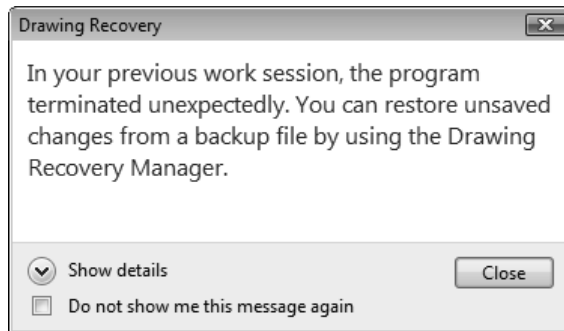 Drawing Recovery
In your previous work session, the program
terminated unexpectedly. You can restore unsaved
changes from a backup file by using the Drawing
Recovery Manager.
Show details
Close
Do not show me this message again